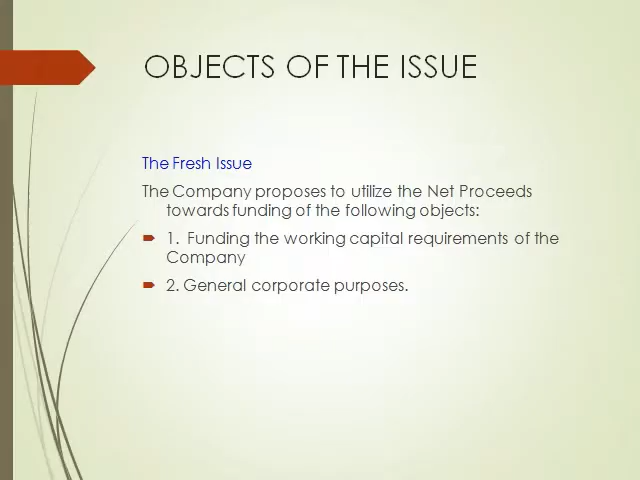 OBJECTS OF THE ISSUE
The Fresh Issue
The Company proposes to utilize the Net Proceeds
towards funding of the following objects:
1. Funding the working capital requirements of the
Company
2. General corporate purposes.